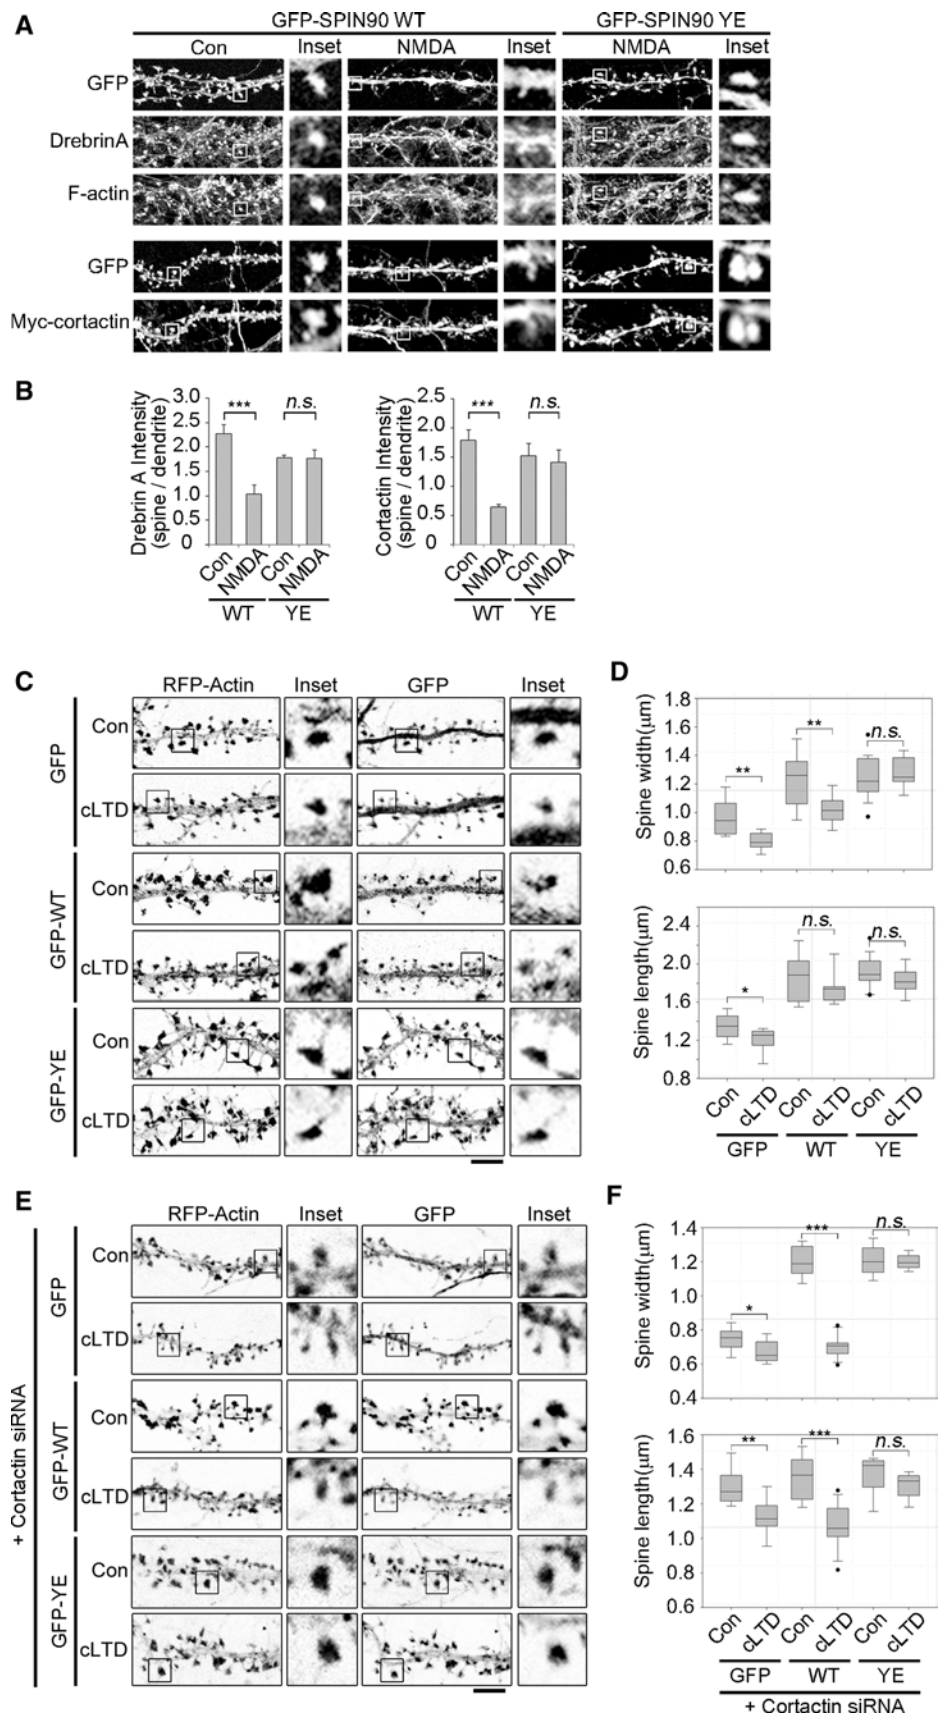 A
GFP-SPIN90 WT GFP-SPIN90 YE
Con Inset NMDA Inset NMDA Inset
GFP
DrebrinA
F-actin
GFP
Myc-cortactin
B
Drebrin A Intensity
(spine / dendrite)
3.0
2.5
2.0
1.5
1.0
0.5
0
*** n.s.
Con NMDA Con NMDA
WT YE
Cortactin Intensity
(spine / dendrite)
2.5
2.0
1.5
1.0
0.5
0
*** n.s.
Con NMDA Con NMDA
WT YE
C
RFP-Actin Inset GFP Inset
GFP
Con
cLTD
GFP-WT
Con
cLTD
GFP-YE
Con
cLTD
D
Spine width(μm)
1.8
1.6
1.4
1.2
1.0
0.8
0.6
** ** n.s.
Spine length(μm)
2.4
2.0
1.6
1.2
0.8
* n.s. n.s.
Con cLTD Con cLTD Con cLTD
GFP WT YE
E
RFP-Actin Inset GFP Inset
+ Cortactin siRNA
GFP
Con
cLTD
GFP-WT
Con
cLTD
GFP-YE
Con
cLTD
F
Spine width(μm)
1.4
1.2
1.0
0.8
0.6
0.4
* *** n.s.
Spine length(μm)
1.6
1.4
1.2
1.0
0.8
0.6
** *** n.s.
Con cLTD Con cLTD Con cLTD
GFP WT YE
+ Cortactin siRNA